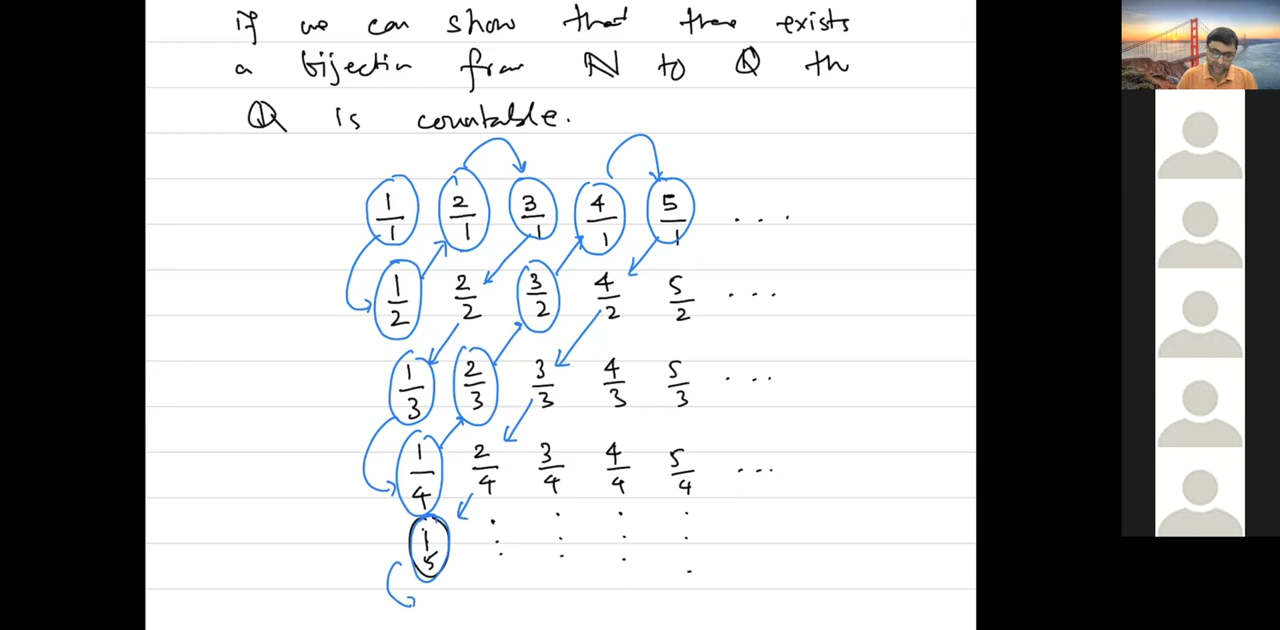 if we can show that there exists
a bijection from ℕ to ℚ the
ℚ is countable.
1/1 2/1 3/1 4/1 5/1 ...
1/2 2/2 3/2 4/2 5/2 ...
1/3 2/3 3/3 4/3 5/3 ...
1/4 2/4 3/4 4/4 5/4 ...
1/5